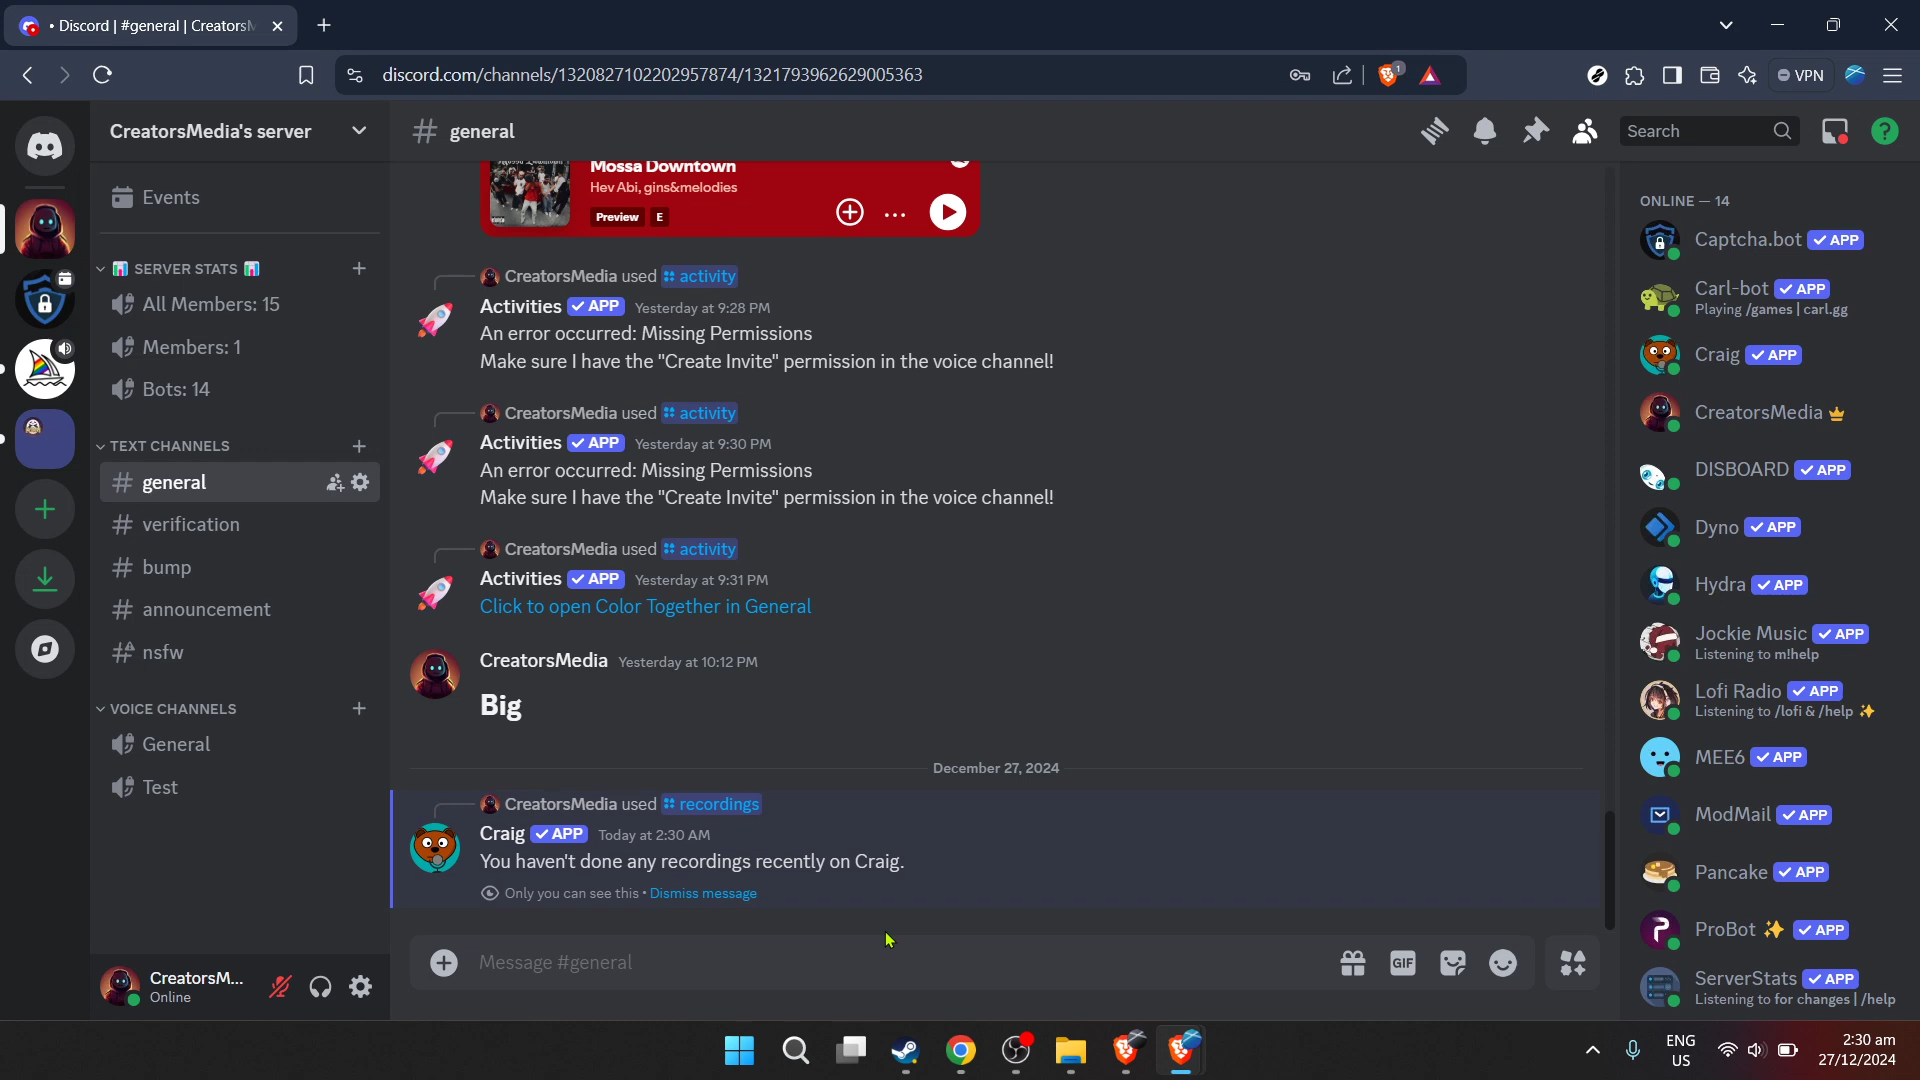 • Discord | #general | CreatorsM
discord.com/channels/1320827102202957874/1321793962629005363
1
VPN
CreatorsMedia's server
# general
Search
Events
SERVER STATS
All Members: 15
Members: 1
Bots: 14
TEXT CHANNELS
general
verification
bump
announcement
nsfw
VOICE CHANNELS
General
Test
CreatorsM...
Online
Mossa Downtown
Hev Abi, gins&melodies
Preview E
CreatorsMedia used activity
Activities APP Yesterday at 9:28 PM
An error occurred: Missing Permissions
Make sure I have the "Create Invite" permission in the voice channel!
CreatorsMedia used activity
Activities APP Yesterday at 9:30 PM
An error occurred: Missing Permissions
Make sure I have the "Create Invite" permission in the voice channel!
CreatorsMedia used activity
Activities APP Yesterday at 9:31 PM
Click to open Color Together in General
CreatorsMedia Yesterday at 10:12 PM
Big
December 27, 2024
CreatorsMedia used recordings
Craig APP Today at 2:30 AM
You haven't done any recordings recently on Craig.
Only you can see this • Dismiss message
Message #general
GIF
ONLINE — 14
Captcha.bot APP
Carl-bot APP
Playing /games | carl.gg
Craig APP
CreatorsMedia
DISBOARD APP
Dyno APP
Hydra APP
Jockie Music APP
Listening to m!help
Lofi Radio APP
Listening to /lofi & /help
MEE6 APP
ModMail APP
Pancake APP
ProBot APP
ServerStats APP
Listening to for changes | /help
ENG
US
2:30 am
27/12/2024